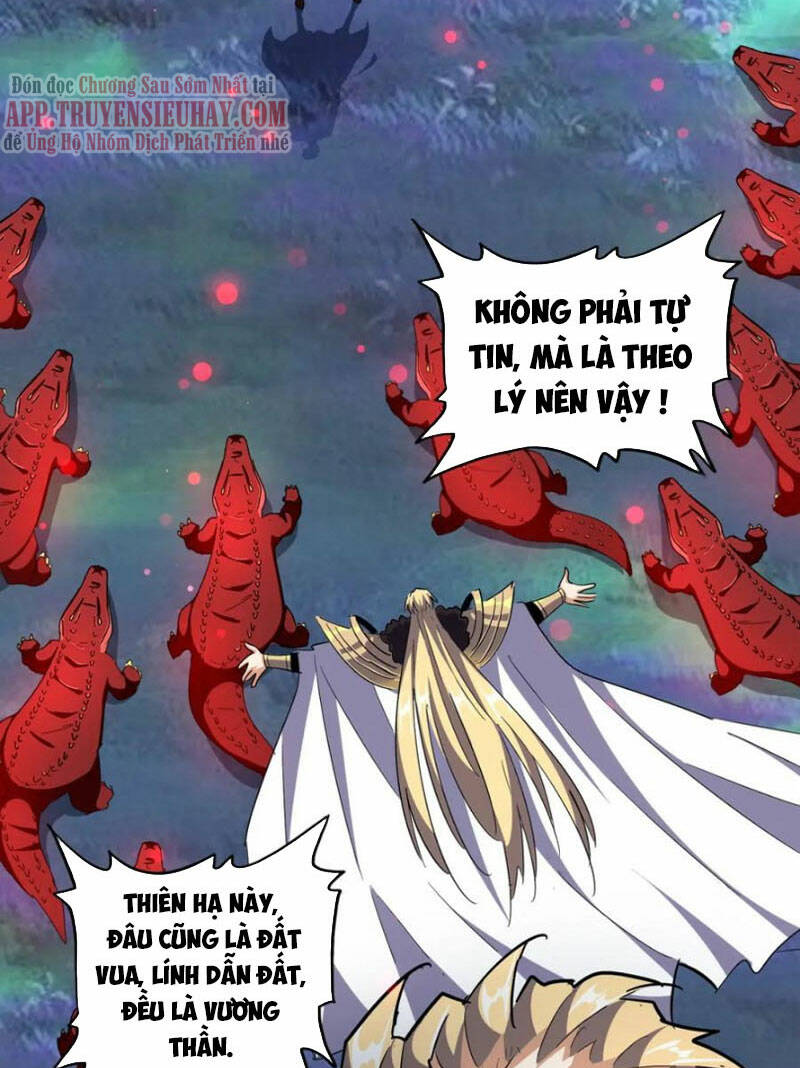 Đón đọc Chương Sau Sớm Nhất tại
APP.TRUYENSIEUHAY.COM
để Ủng Hộ Nhóm Dịch Phát Triển nhé
KHÔNG PHẢI TỰ
TIN, MÀ LÀ THEO
LÝ NÊN VẬY !
THIÊN HẠ NÀY,
ĐÂU CŨNG LÀ ĐẤT
VUA, LÍNH DẪN ĐẤT,
ĐỀU LÀ VƯƠNG
THẦN.